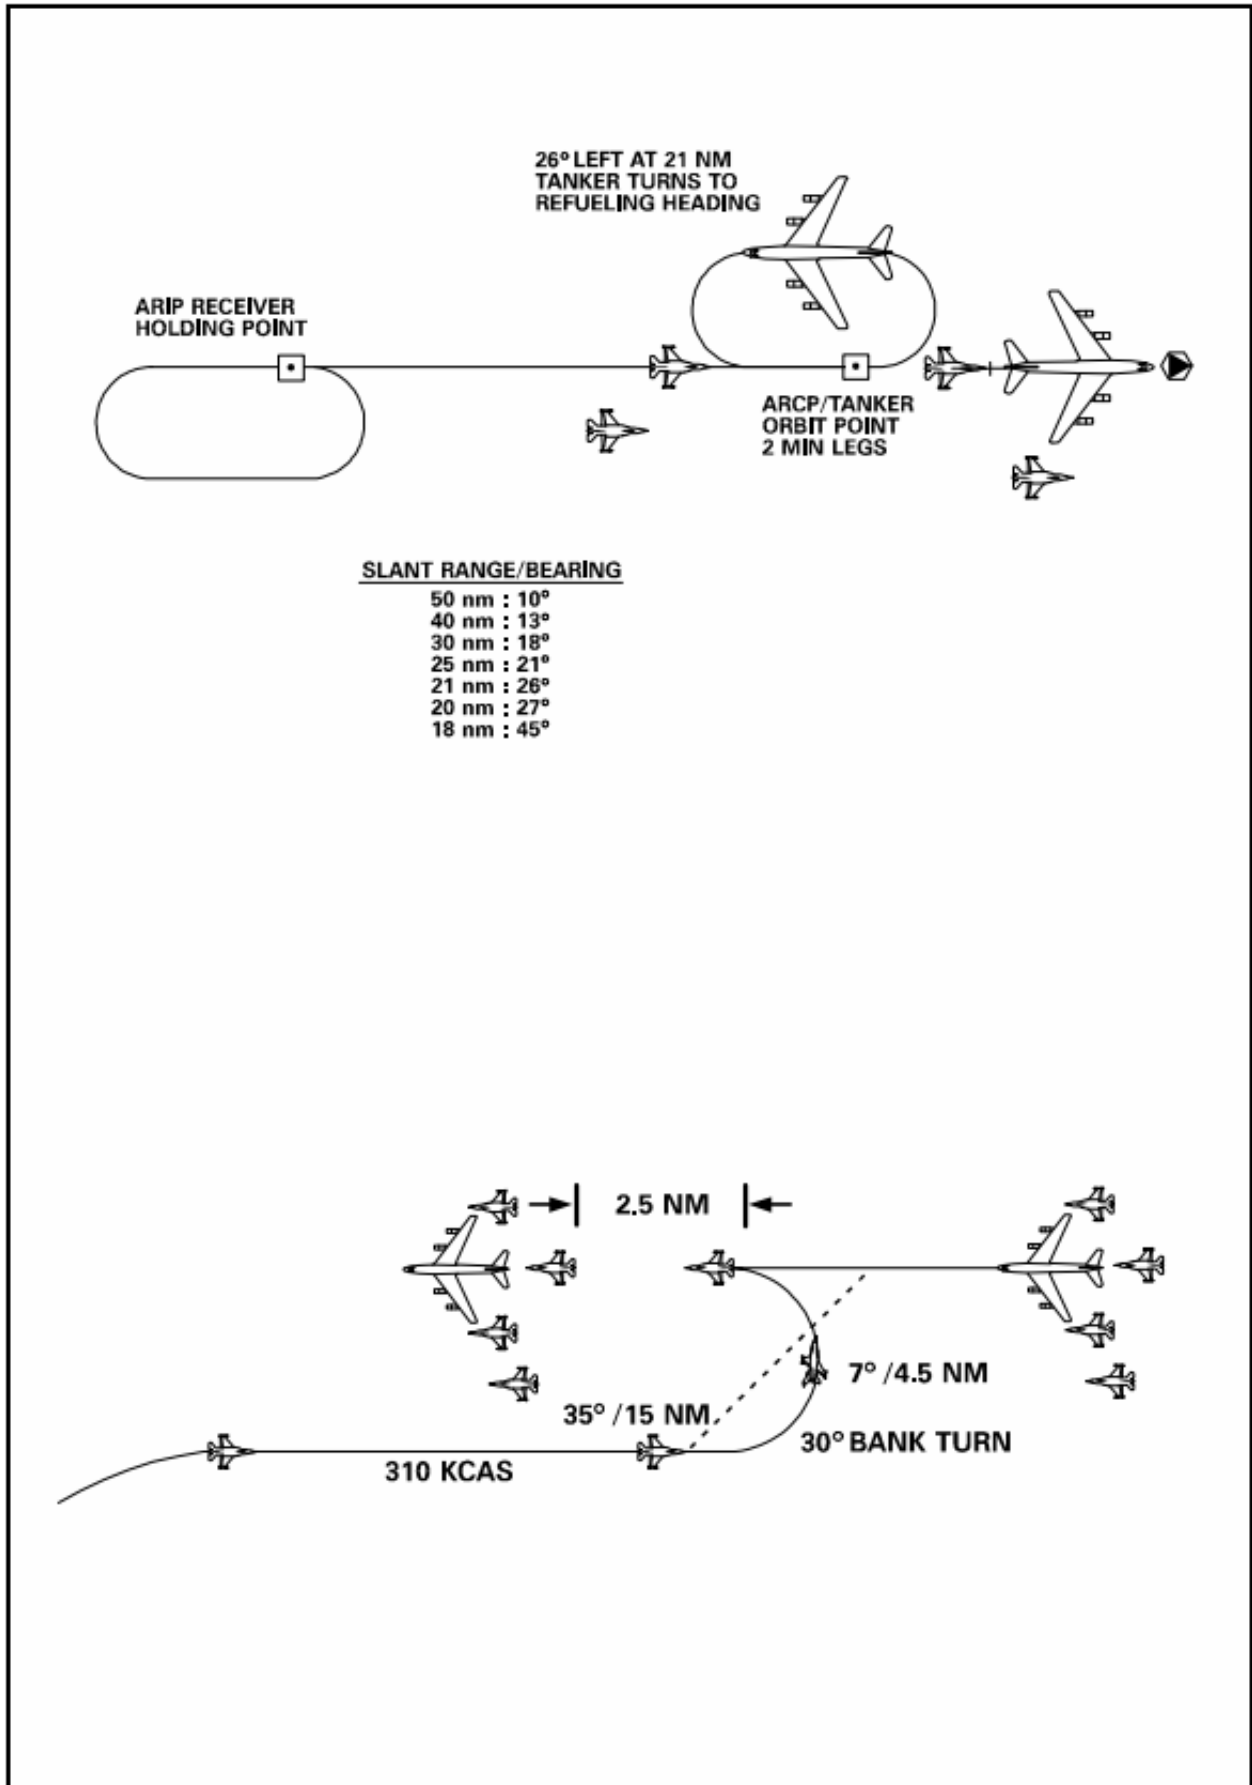 26° LEFT AT 21 NM
TANKER TURNS TO
REFUELING HEADING
ARIP RECEIVER
HOLDING POINT
ARCP/TANKER
ORBIT POINT
2 MIN LEGS
SLANT RANGE/BEARING
50 nm : 10°
40 nm : 13°
30 nm : 18°
25 nm : 21°
21 nm : 26°
20 nm : 27°
18 nm : 45°
2.5 NM
7° /4.5 NM
35° /15 NM
30° BANK TURN
310 KCAS